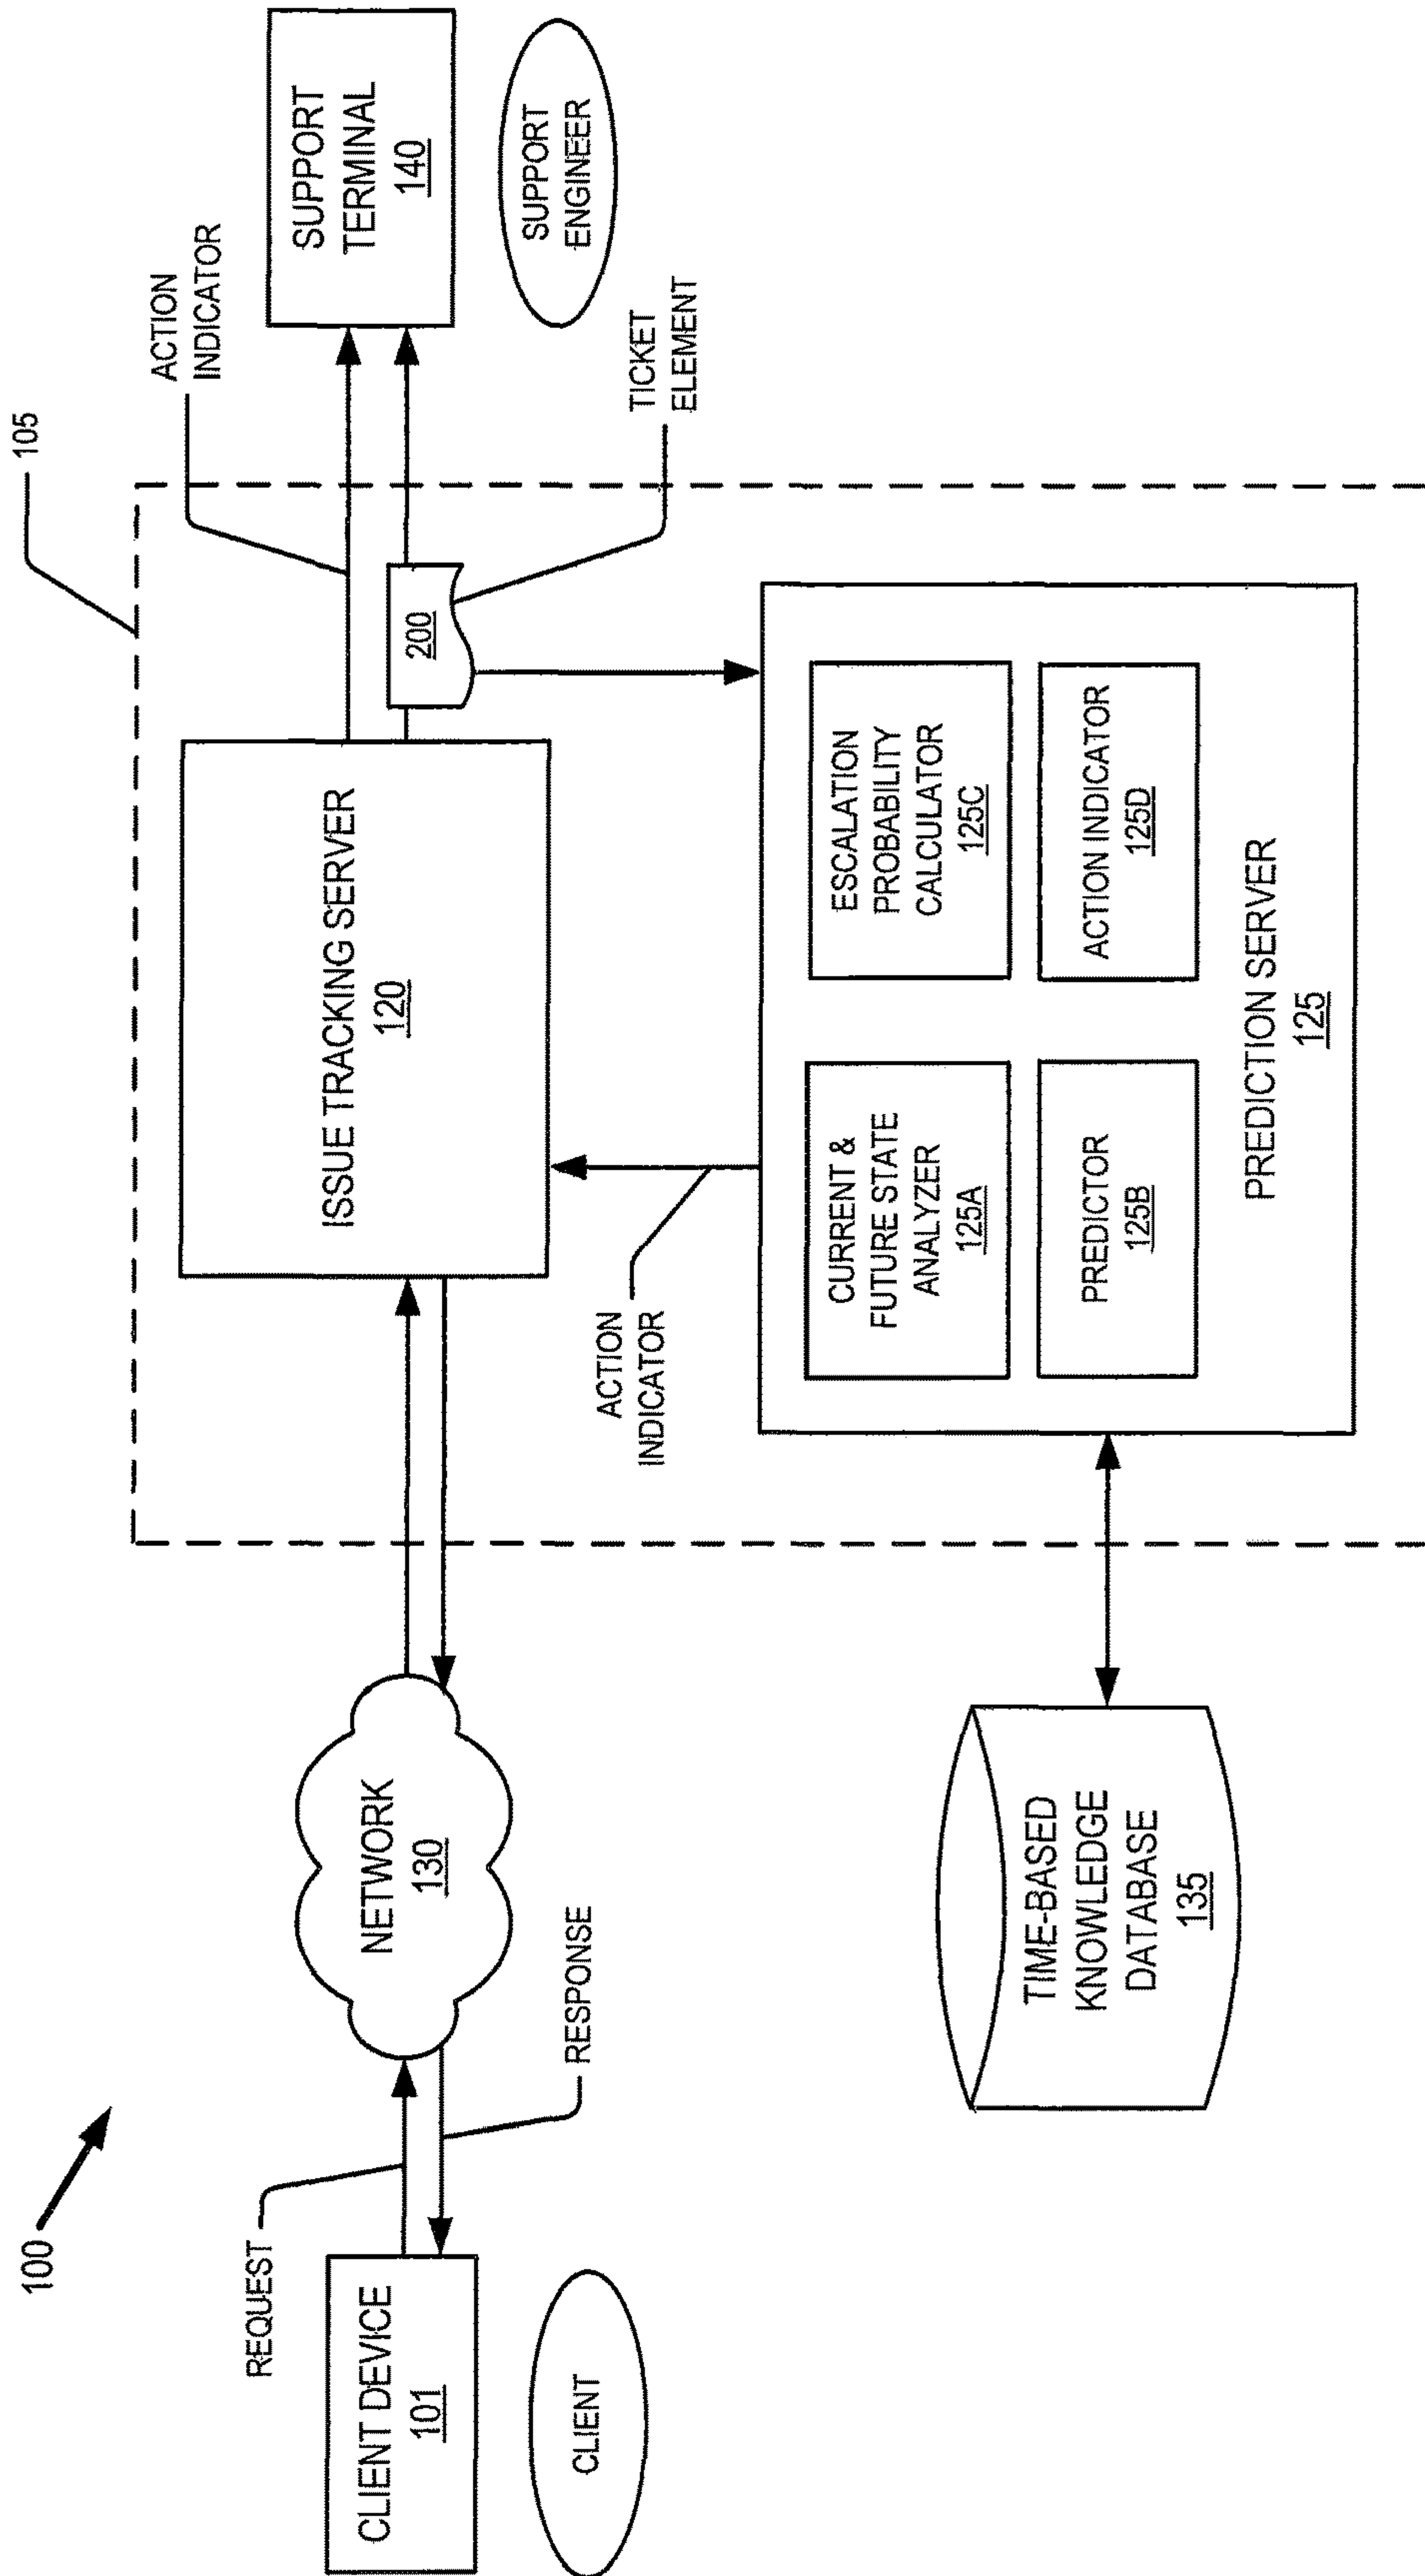 100
105
REQUEST
CLIENT DEVICE
101
CLIENT
RESPONSE
NETWORK
130
ISSUE TRACKING SERVER
120
ACTION
INDICATOR
SUPPORT
TERMINAL
140
SUPPORT
ENGINEER
200
TICKET
ELEMENT
ACTION
INDICATOR
TIME-BASED
KNOWLEDGE
DATABASE
135
CURRENT &
FUTURE STATE
ANALYZER
125A
ESCALATION
PROBABILITY
CALCULATOR
125C
PREDICTOR
125B
ACTION INDICATOR
125D
PREDICTION SERVER
125